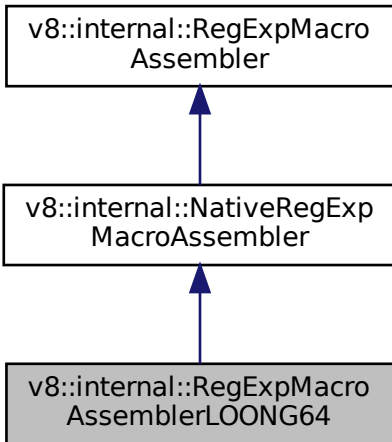 v8::internal::RegExpMacro
Assembler
v8::internal::NativeRegExp
MacroAssembler
v8::internal::RegExpMacro
AssemblerLOONG64